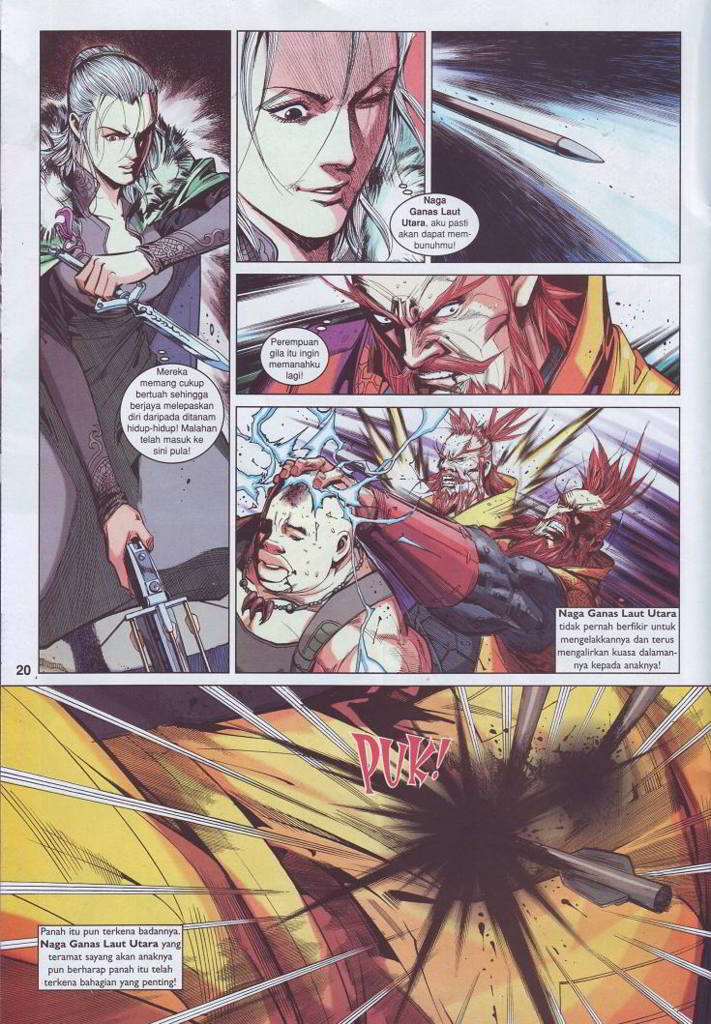 Mereka
memang cukup
bertuah sehingga
berjaya melepaskan
diri daripada ditanam
hidup-hidup! Malahan
telah masuk ke
sini pula!
Naga
Ganas Laut
Utara, aku pasti
akan dapat mem-
bunuhmu!
Perempuan
gila itu ingin
memanah ku
lagi!
Naga Ganas Laut Utara
tidak pernah berfikir untuk
mengelakkannya dan terus
mengalirkan kuasa dalaman-
nya kepada anaknya!
20
PUK!
Panah itu pun terkena badannya.
Naga Ganas Laut Utara yang
teramat sayang akan anaknya
pun berharap panah itu telah
terkena bahagian yang penting!